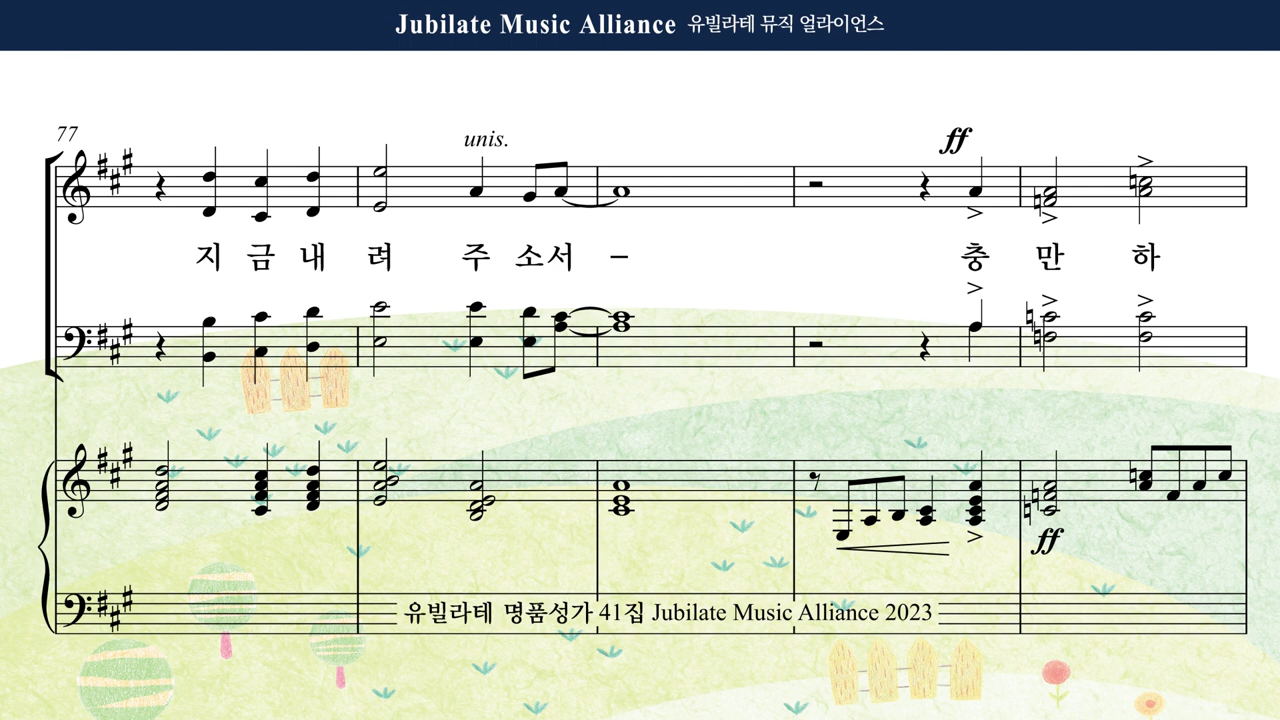 Jubilate Music Alliance 유빌라테 뮤직 얼라이언스
77
unis.
ff
지 금 내 려 주 소서 – 충 만 하
ff
유빌라테 명품성가 41집 Jubilate Music Alliance 2023